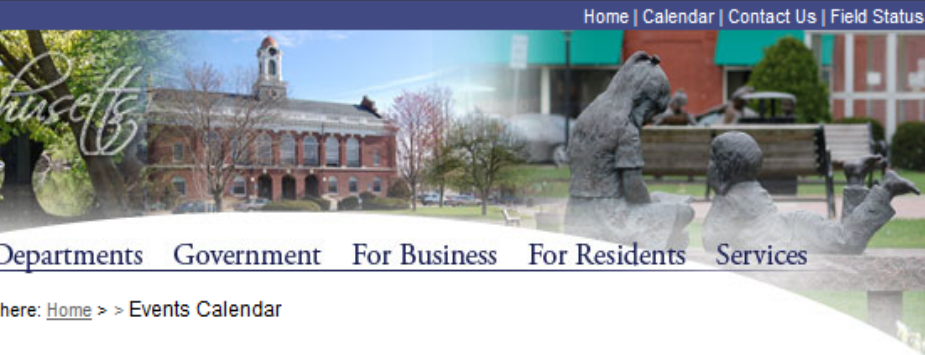 Home | Calendar | Contact Us | Field Status
husetts
Departments Government For Business For Residents Services
here: Home > > Events Calendar